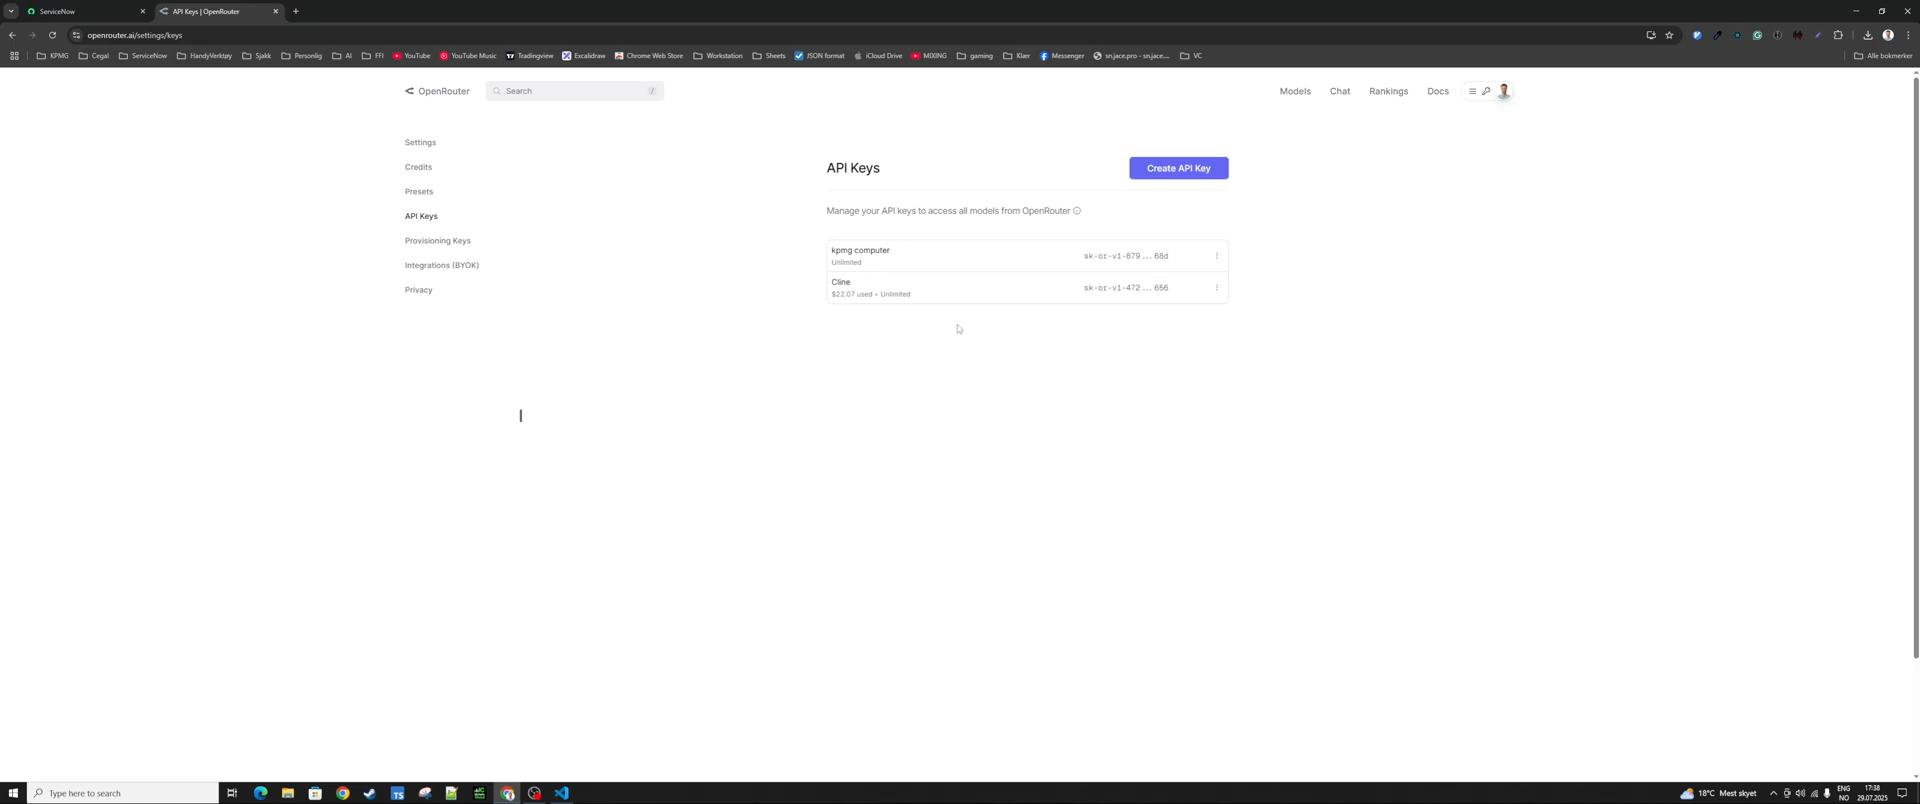 ServiceNow
API Keys | OpenRouter
openrouter.ai/settings/keys
KPMG
Cegal
ServiceNow
HandyVerktøy
Sjakk
Personlig
AI
FFI
YouTube
YouTube Music
Tradingview
Excalidraw
Chrome Web Store
Workstation
Sheets
JSON format
iCloud Drive
MIXING
gaming
Klær
Messenger
sn.jace.pro - sn.jace....
VC
Alle bokmerker
OpenRouter
Search
/
Models
Chat
Rankings
Docs
Settings
Credits
Presets
API Keys
Provisioning Keys
Integrations (BYOK)
Privacy
API Keys
Create API Key
Manage your API keys to access all models from OpenRouter
kpmg computer
Unlimited
sk-or-v1-879 ... 68d
Cline
$22.07 used • Unlimited
sk-or-v1-472 ... 656
Type here to search
18°C Mest skyet
ENG
NO
17:38
29.07.2025